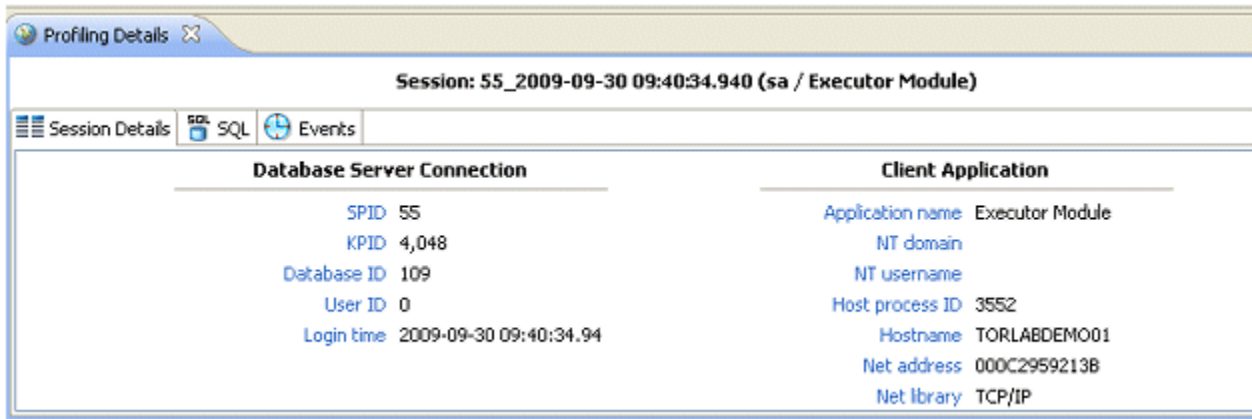 Profiling Details
Session: 55_2009-09-30 09:40:34.940 (sa / Executor Module)
Session Details SQL SQL Events
Database Server Connection
SPID 55
KPID 4,048
Database ID 109
User ID 0
Login time 2009-09-30 09:40:34.94
Client Application
Application name Executor Module
NT domain
NT username
Host process ID 3552
Hostname TORLABDEMO01
Net address 000C2959213B
Net library TCP/IP